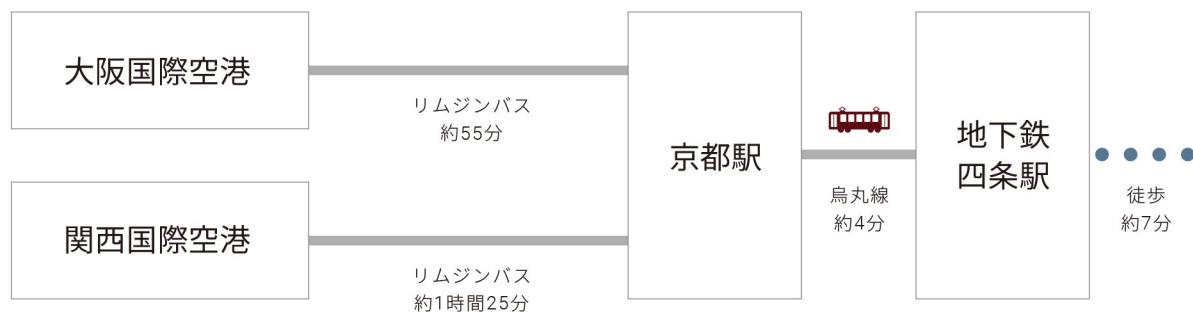 大阪国際空港
リムジンバス
約55分
関西国際空港
リムジンバス
約1時間25分
京都駅
烏丸線
約4分
地下鉄
四条駅
徒歩
約7分